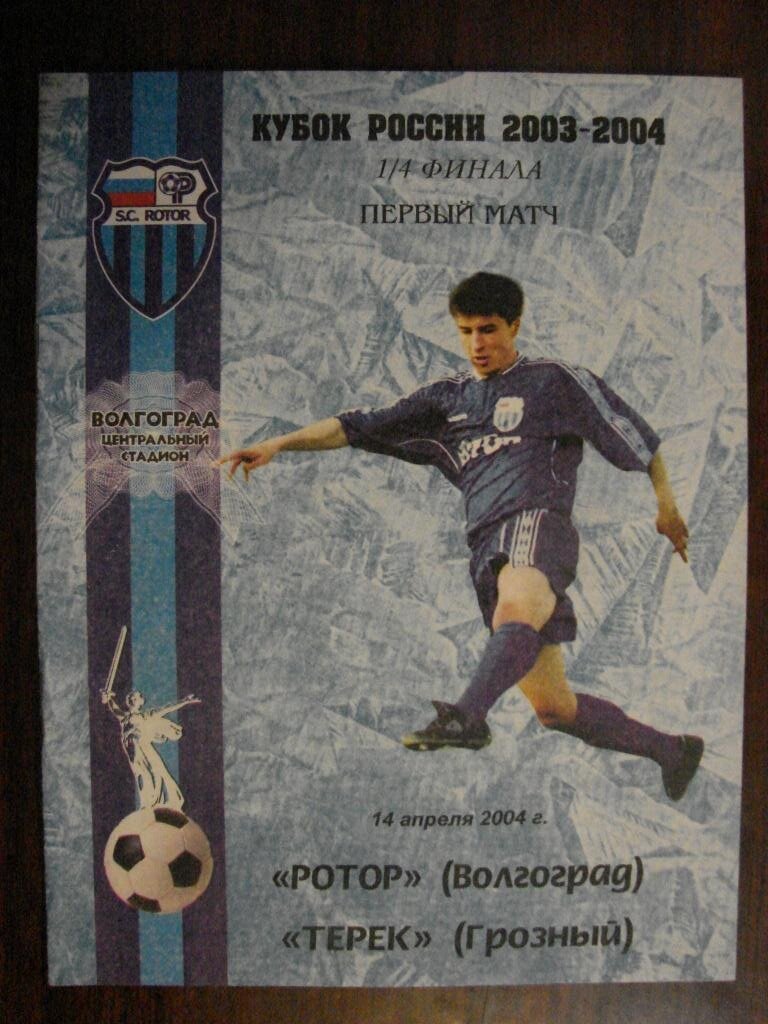 КУБОК РОССИИ 2003-2004
1/4 ФИНАЛА
ПЕРВЫЙ МАТЧ
S.C. ROTOR
ВОЛГОГРАД
ЦЕНТРАЛЬНЫЙ
СТАДИОН
14 апреля 2004 г.
«РОТОР» (Волгоград)
«ТЕРЕК» (Грозный)